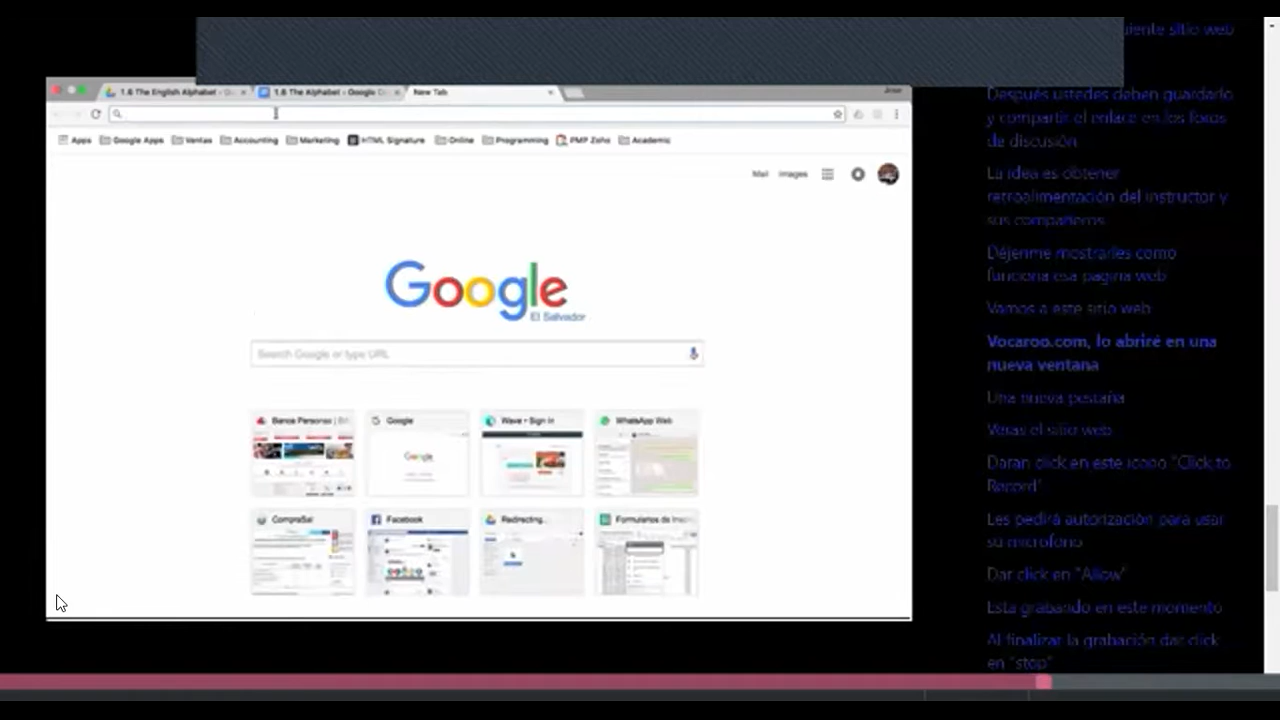 1.6 The English Alphabet -
1.6 The Alphabet - Google
New Tab
Apps
Google Apps
Ventas
Accounting
Marketing
HTML Signature
Online
Programming
PMP Zoho
Academic
Mail
Images
Google
El Salvador
Search Google or type URL
Banca Personas
Google
Wave • Sign In
WhatsApp Web
CompraSal
Facebook
Redirecting...
Formularios de
sitio web
Después ustedes deben guardarlo
y compartir el enlace en los foros
de discusión
La idea es obtener
retroalimentación del instructor y
sus compañeros
Déjenme mostrarles como
funciona esa página web
Vamos a este sitio web
Vocaroo.com, lo abriré en una
nueva ventana
Una nueva pestaña
Veras el sitio web
Daran click en este icono "Click to
Record"
Les pedirá autorización para usar
su microfono
Dar click en "Allow"
Esta grabando en este momento
Al finalizar la grabación dar click
en "stop"